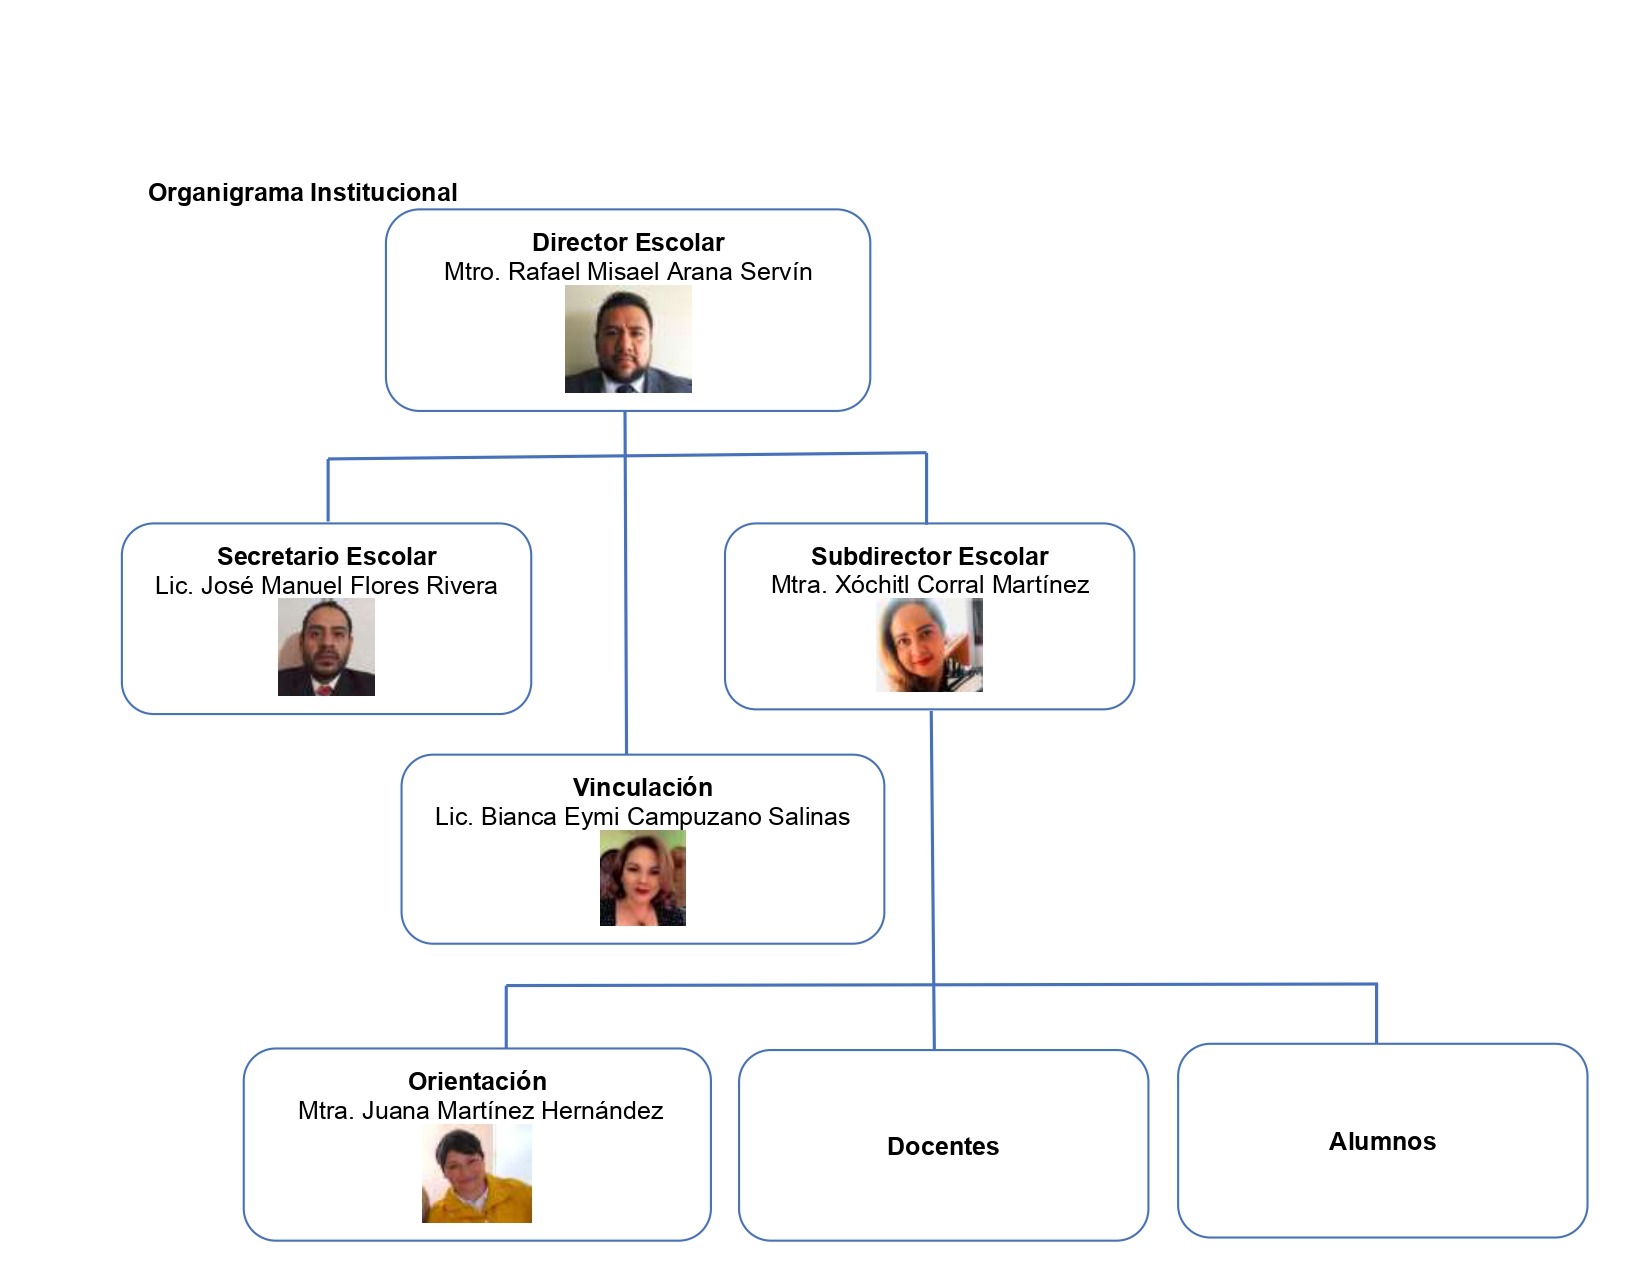 Organigrama Institucional
Director Escolar
Mtro. Rafael Misael Arana Servín
Secretario Escolar
Lic. José Manuel Flores Rivera
Subdirector Escolar
Mtra. Xóchitl Corral Martínez
Vinculación
Lic. Bianca Eymi Campuzano Salinas
Orientación
Mtra. Juana Martínez Hernández
Docentes
Alumnos